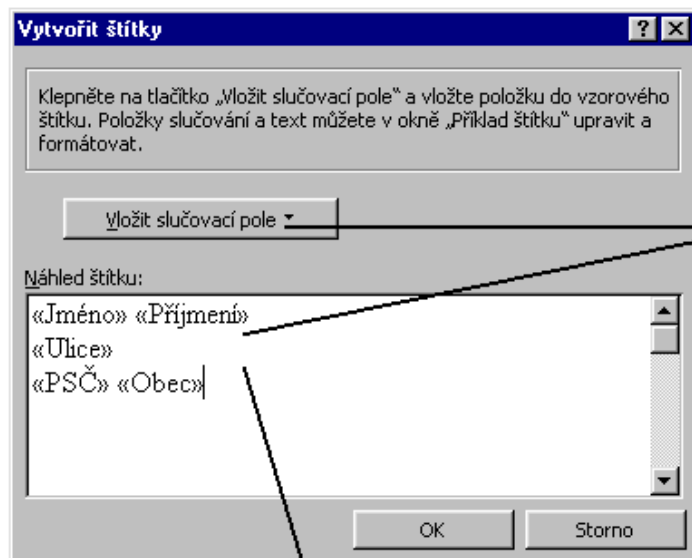 Vytvořit štítky
Klepněte na tlačítko „Vložit slučovací pole“ a vložte položku do vzorového
štítku. Položky slučování a text můžete v okně „Příklad štítku“ upravit a
formátovat.
Vložit slučovací pole
Náhled štítku:
«Jméno» «Příjmení»
«Ulice»
«PSČ» «Obec»
OK Storno